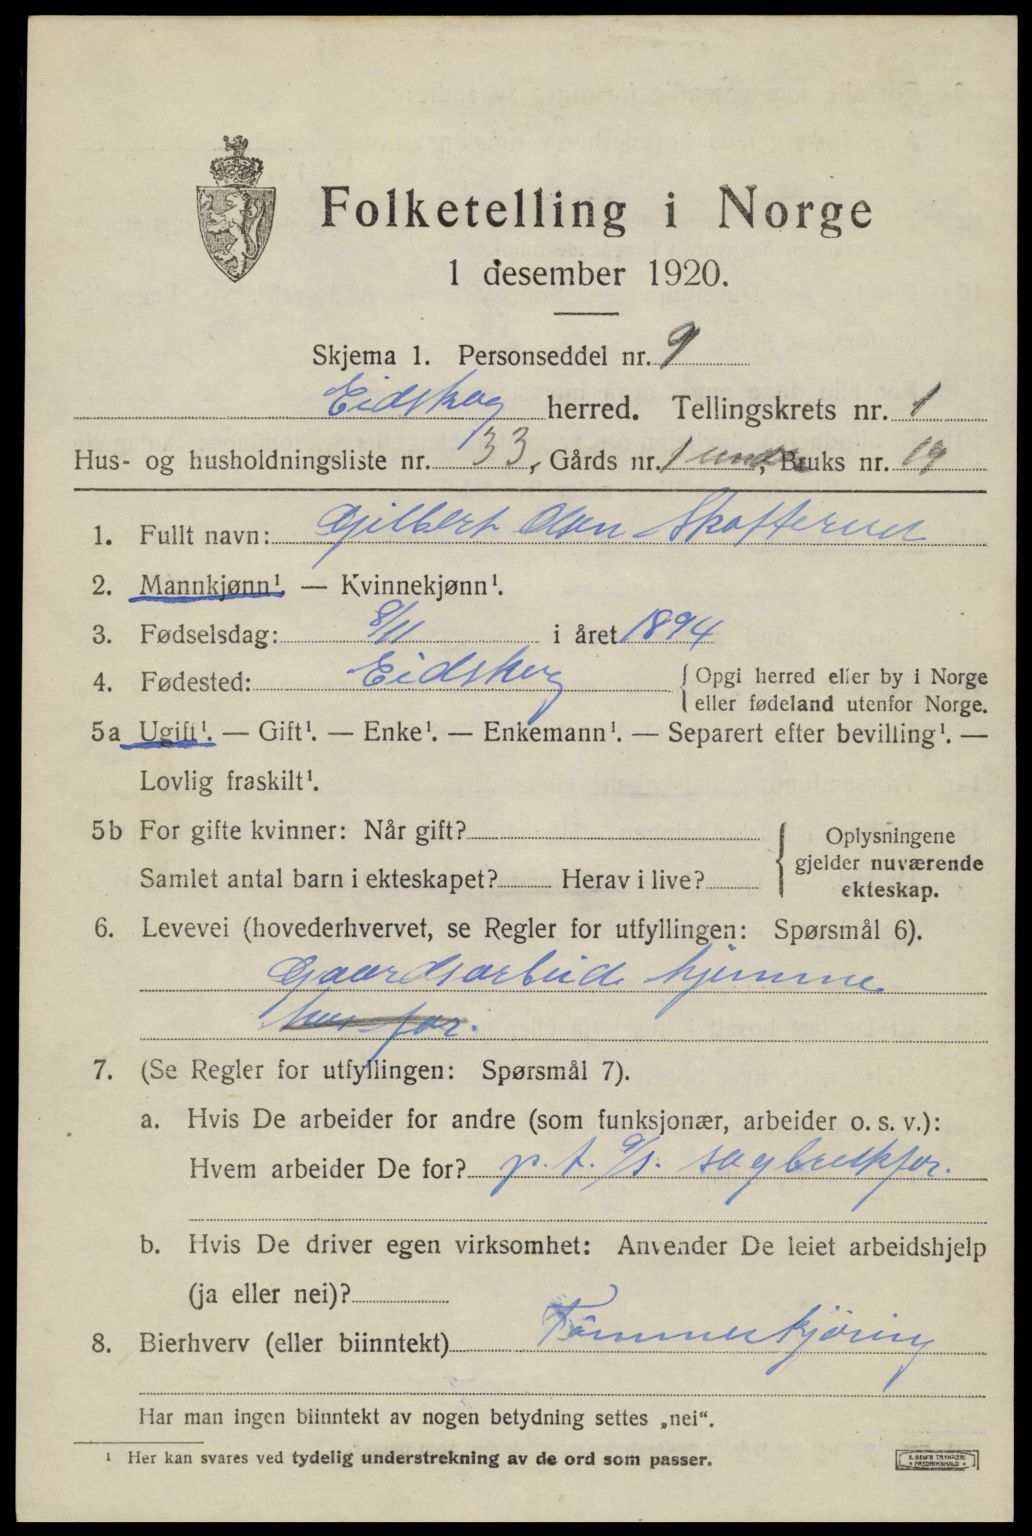 Folketelling i Norge
1 desember 1920.
Skjema 1. Personseddel nr. 9
Eidskog herred. Tellingskrets nr. 1
Hus- og husholdningsliste nr. 33, Gårds nr. 1 , Bruks nr. 19
1. Fullt navn: Gilbert Olsen Skofterud
2. Mannkjønn¹. — Kvinnekjønn¹.
3. Fødselsdag: 8/11 i året 1894
4. Fødested: Eidskog {Opgi herred eller by i Norge
eller fødeland utenfor Norge.
5a Ugift¹. — Gift¹. — Enke¹. — Enkemann¹. — Separert efter bevilling¹. —
Lovlig fraskilt¹.
5b For gifte kvinner: Når gift?
Samlet antal barn i ekteskapet? Herav i live?
Oplysningene
gjelder nuværende
ekteskap.
6. Levevei (hovederhvervet, se Regler for utfyllingen: Spørsmål 6).
Gaardsarbeide hjemme
hos far.
7. (Se Regler for utfyllingen: Spørsmål 7).
a. Hvis De arbeider for andre (som funksjonær, arbeider o. s. v.):
Hvem arbeider De for? p. t.
b. Hvis De driver egen virksomhet: Anvender De leiet arbeidshjelp
(ja eller nei)?
8. Bierhverv (eller biinntekt) Tømmerkjøring
Har man ingen biinntekt av nogen betydning settes „nei“.
¹ Her kan svares ved tydelig understrekning av de ord som passer.